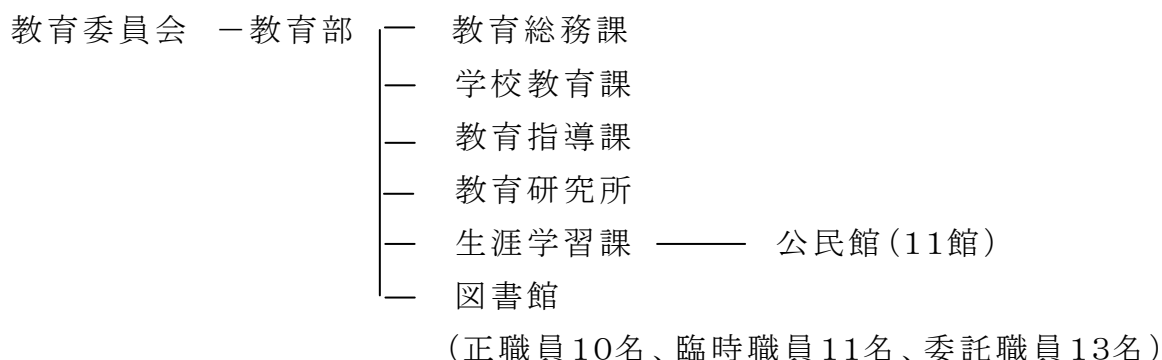 教育委員会 －教育部 ― 教育総務課
― 学校教育課
― 教育指導課
― 教育研究所
― 生涯学習課 ――― 公民館(11館)
― 図書館
(正職員10名、臨時職員11名、委託職員13名)